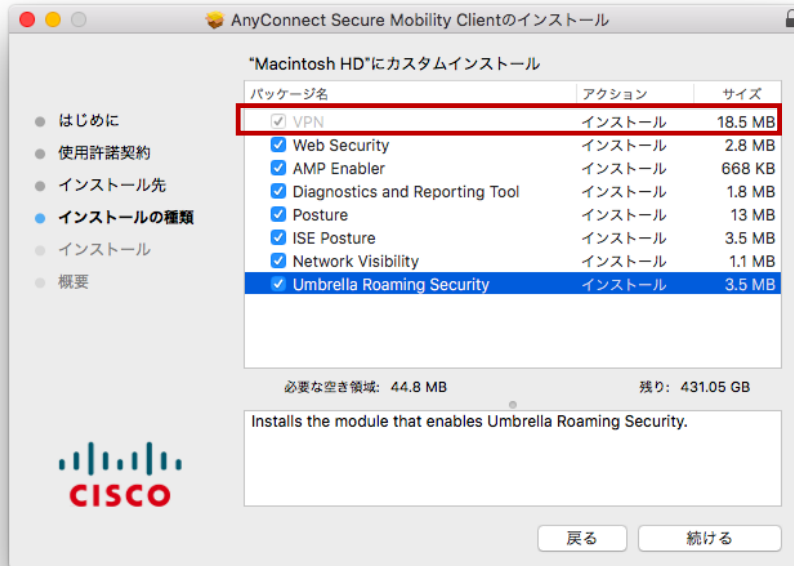 AnyConnect Secure Mobility Clientのインストール
"Macintosh HD"にカスタムインストール
はじめに
使用許諾契約
インストール先
インストールの種類
インストール
概要
パッケージ名 アクション サイズ
VPN インストール 18.5 MB
Web Security インストール 2.8 MB
AMP Enabler インストール 668 KB
Diagnostics and Reporting Tool インストール 1.8 MB
Posture インストール 13 MB
ISE Posture インストール 3.5 MB
Network Visibility インストール 1.1 MB
Umbrella Roaming Security インストール 3.5 MB
必要な空き領域: 44.8 MB 残り: 431.05 GB
Installs the module that enables Umbrella Roaming Security.
CISCO
戻る 続ける